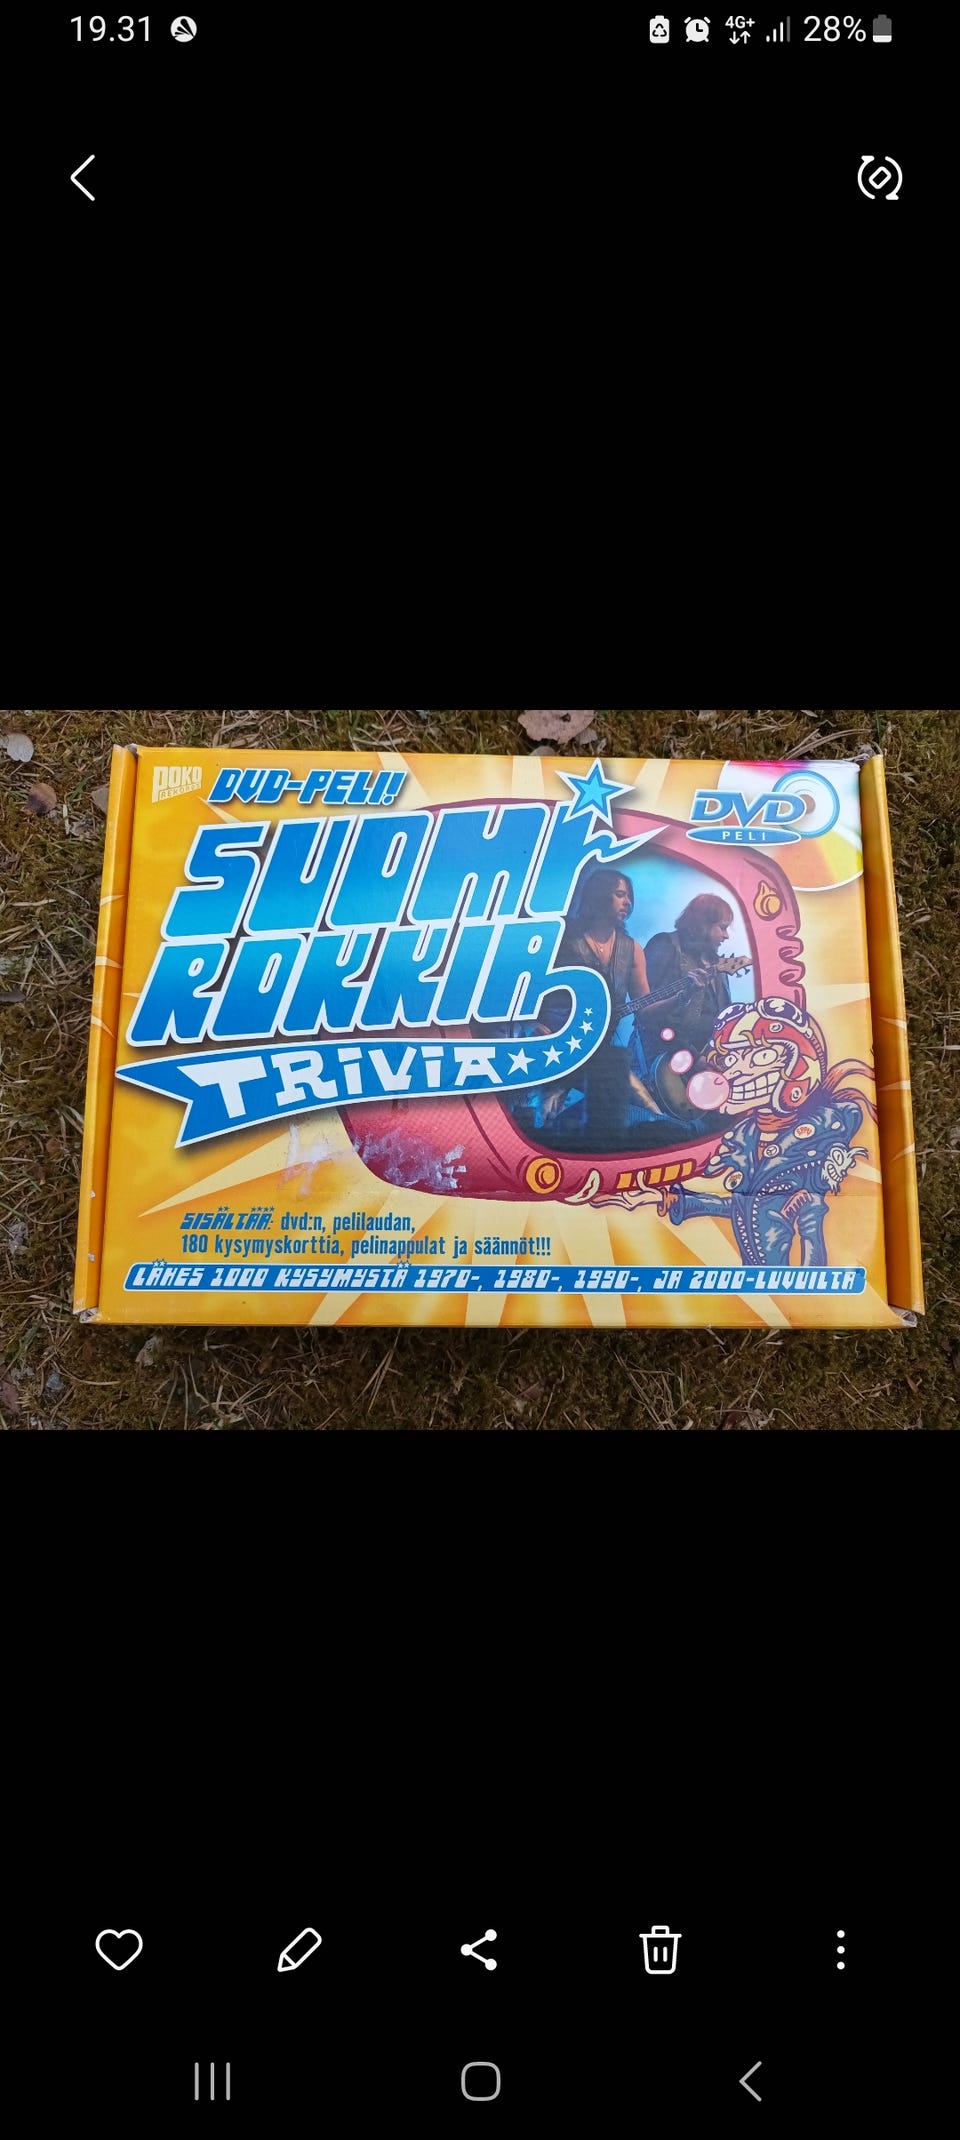 19.31
4G+
28%
POKO
REKORDS
DVD-PELI!
DVD
PELI
SUOMI
ROKKIA
TRiViA
SISÄLTÄÄ: dvd:n, pelilaudan,
180 kysymyskorttia, pelinappulat ja säännöt!!!
LÄHES 1000 KYSYMYSTÄ 1970-, 1980-, 1990-, JA 2000-LUVUILTA